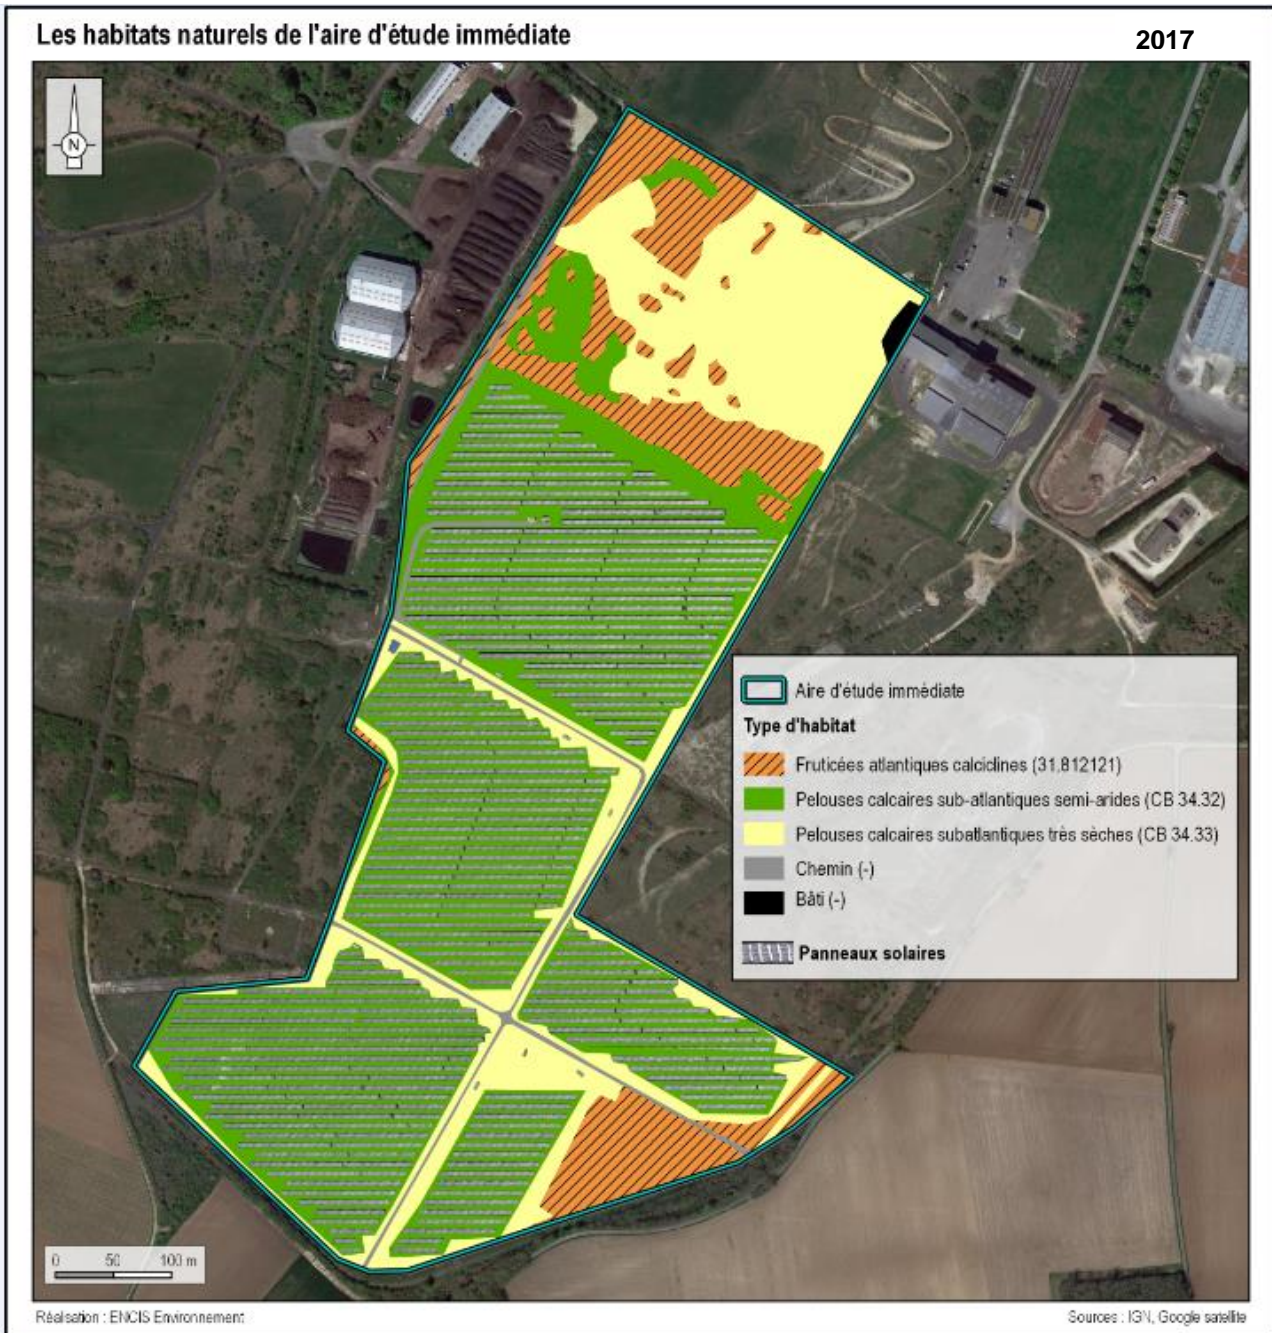 Les habitats naturels de l'aire d'étude immédiate
2017
N
Aire d'étude immédiate
Type d'habitat
Fruticées atlantiques calciclines (31.812121)
Pelouses calcaires sub-atlantiques semi-arides (CB 34.32)
Pelouses calcaires subatlantiques très sèches (CB 34.33)
Chemin (-)
Bâti (-)
Panneaux solaires
0 50 100 m
Réalisation : ENCIS Environnement
Sources : IGN, Google satellite